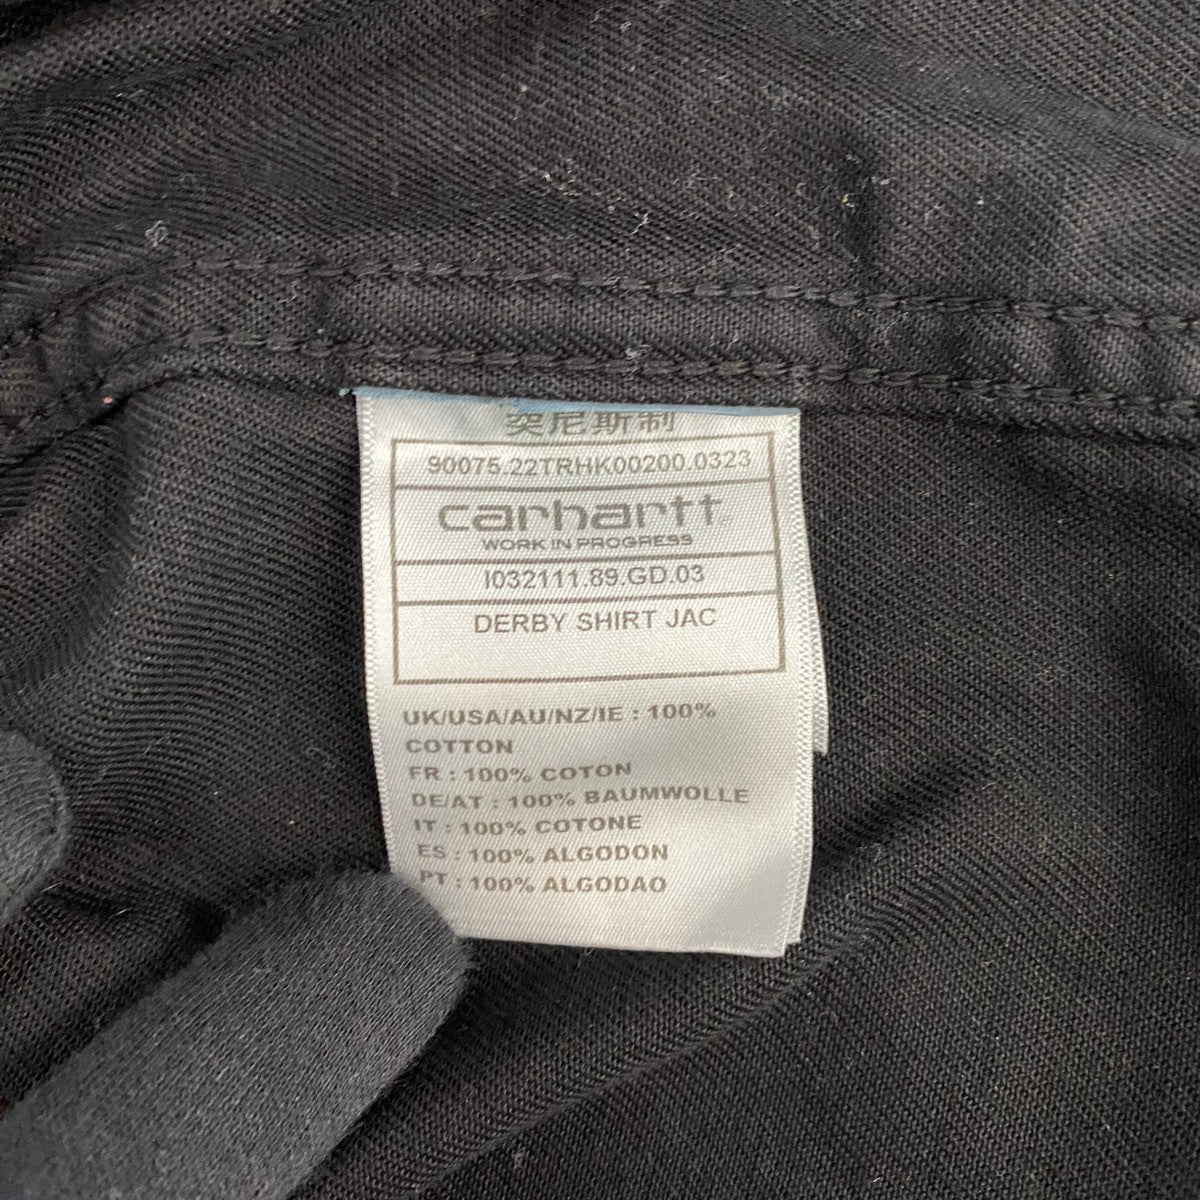 突尼斯制
90075.22TRHK00200.0323
carhartt
WORK IN PROGRESS
I032111.89.GD.03
DERBY SHIRT JAC
UK/USA/AU/NZ/IE : 100%
COTTON
FR : 100% COTON
DE/AT : 100% BAUMWOLLE
IT : 100% COTONE
ES : 100% ALGODON
PT : 100% ALGODAO